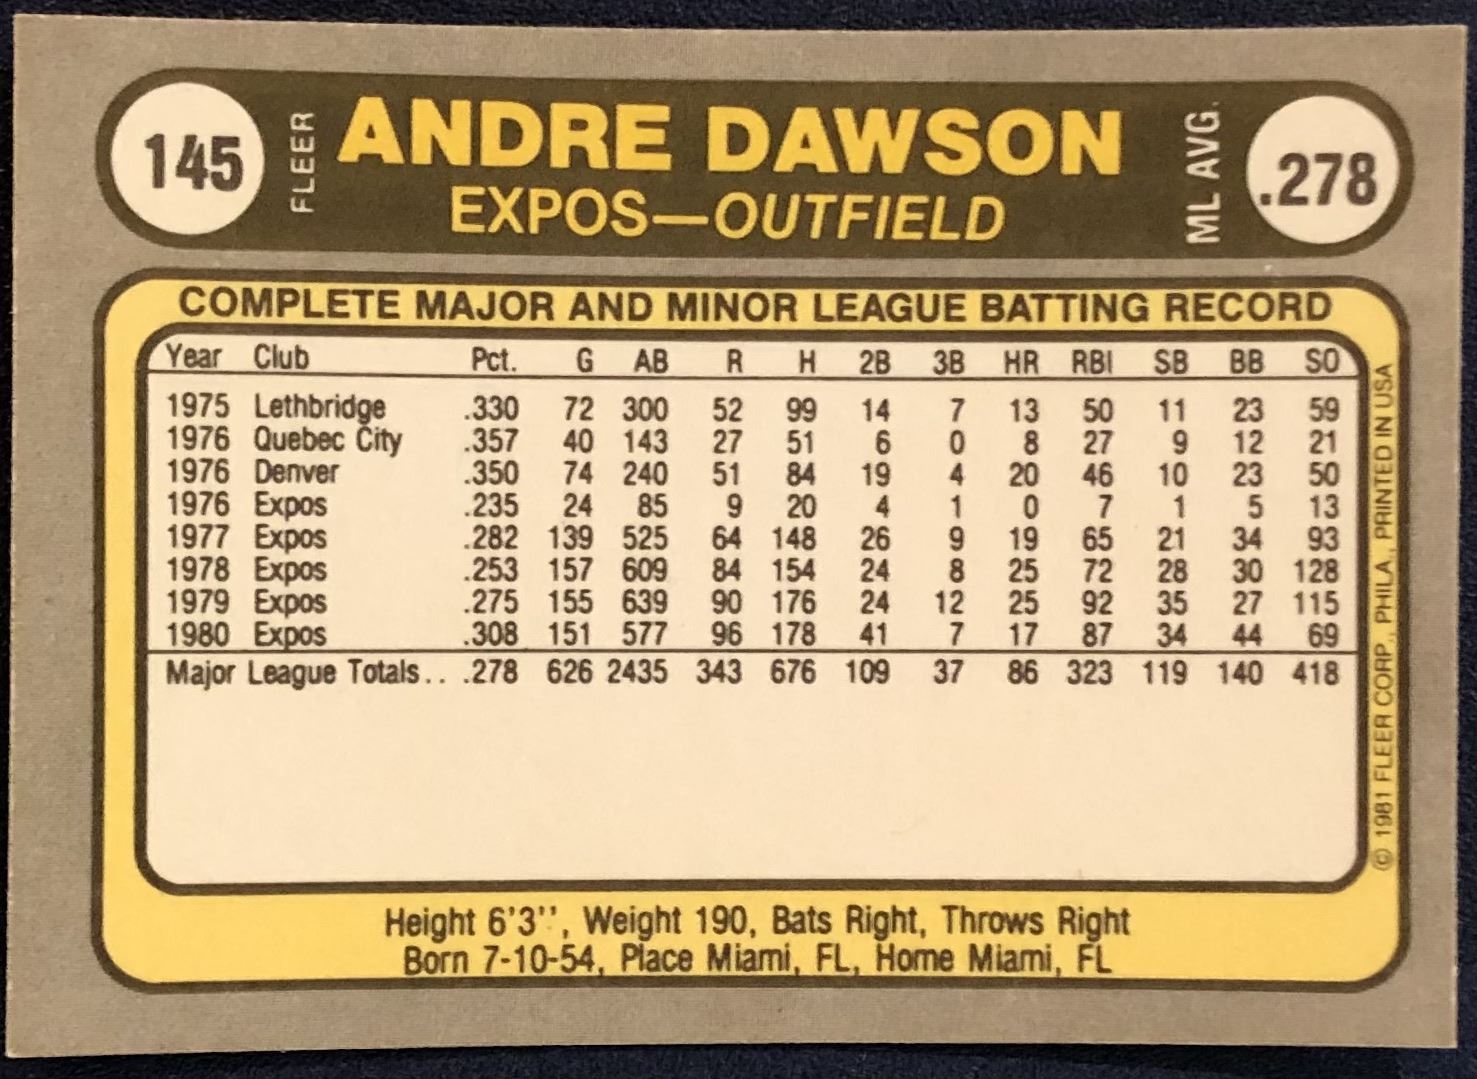 145 FLEER ANDRE DAWSON ML AVG. .278
EXPOS—OUTFIELD
COMPLETE MAJOR AND MINOR LEAGUE BATTING RECORD
Year Club Pct. G AB R H 2B 3B HR RBI SB BB SO
1975 Lethbridge .330 72 300 52 99 14 7 13 50 11 23 59
1976 Quebec City .357 40 143 27 51 6 0 8 27 9 12 21
1976 Denver .350 74 240 51 84 19 4 20 46 10 23 50
1976 Expos .235 24 85 9 20 4 1 0 7 1 5 13
1977 Expos .282 139 525 64 148 26 9 19 65 21 34 93
1978 Expos .253 157 609 84 154 24 8 25 72 28 30 128
1979 Expos .275 155 639 90 176 24 12 25 92 35 27 115
1980 Expos .308 151 577 96 178 41 7 17 87 34 44 69
Major League Totals.. .278 626 2435 343 676 109 37 86 323 119 140 418
© 1981 FLEER CORP., PHILA., PRINTED IN USA
Height 6'3'', Weight 190, Bats Right, Throws Right
Born 7-10-54, Place Miami, FL, Home Miami, FL